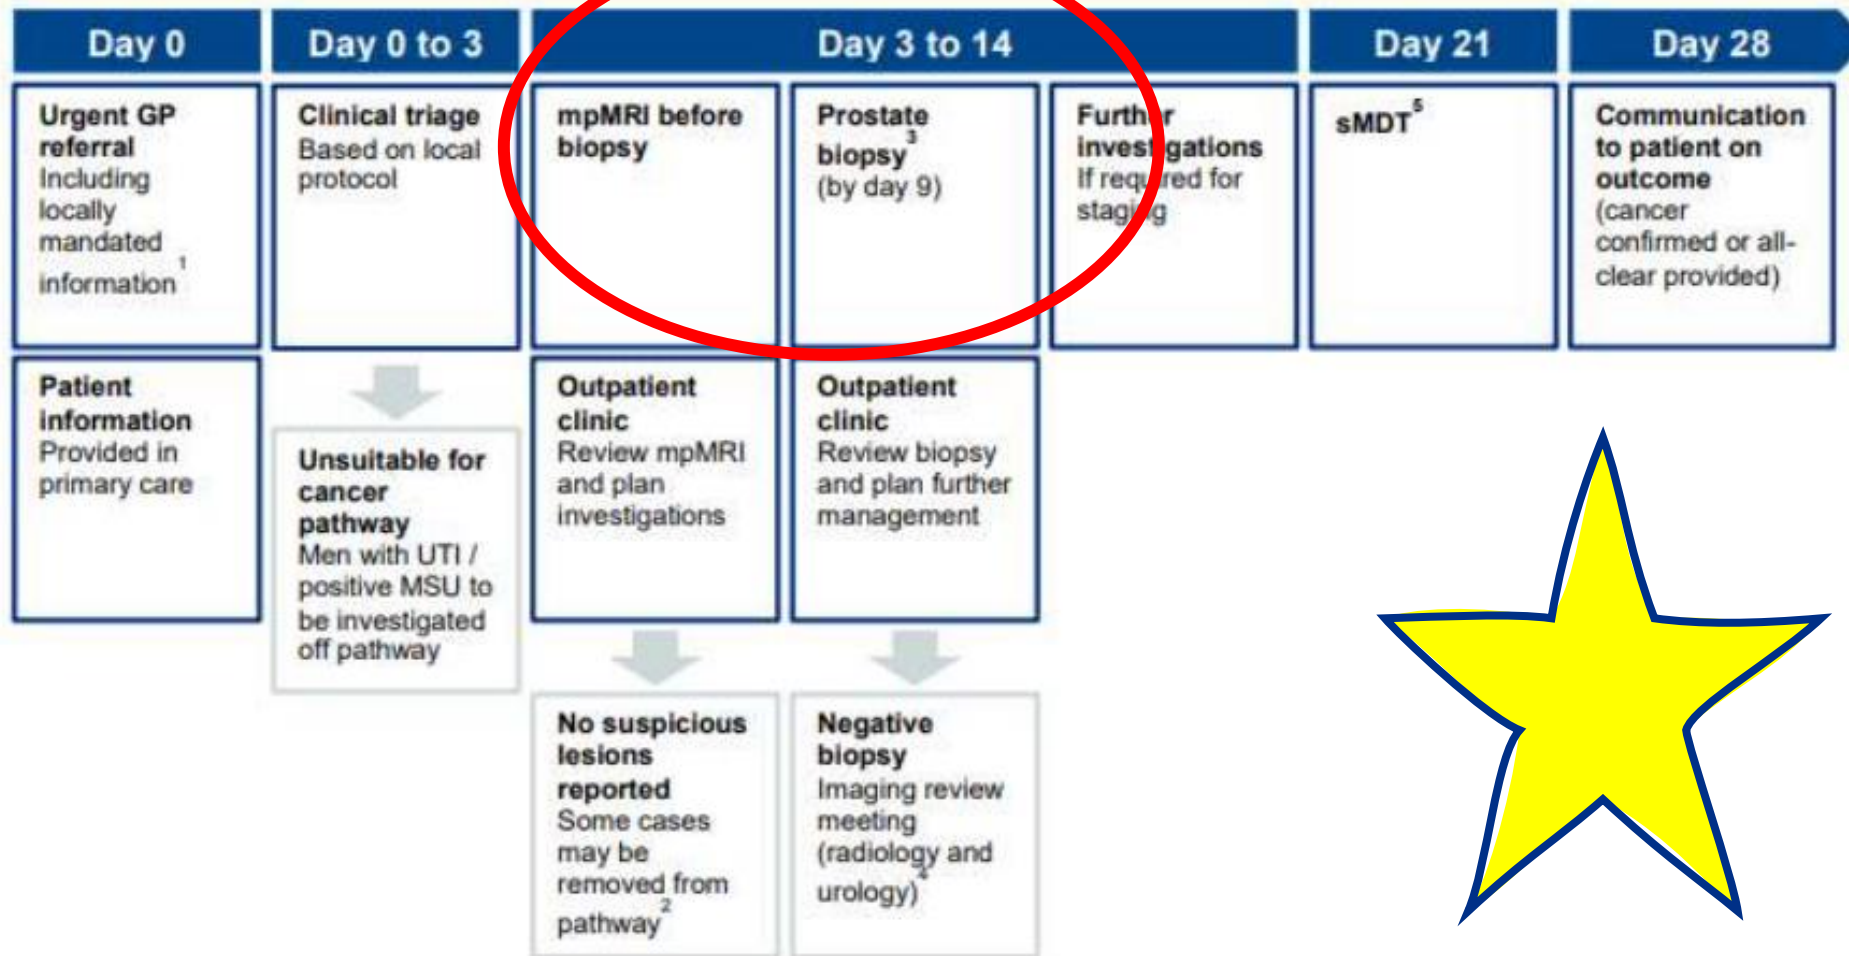 Day 0
Day 0 to 3
Day 3 to 14
Day 21
Day 28
Urgent GP
referral
Including
locally
mandated
information¹
Clinical triage
Based on local
protocol
mpMRI before
biopsy
Prostate
biopsy³
(by day 9)
Further
investigations
If required for
staging
sMDT⁵
Communication
to patient on
outcome
(cancer
confirmed or all-
clear provided)
Patient
information
Provided in
primary care
Unsuitable for
cancer
pathway
Men with UTI /
positive MSU to
be investigated
off pathway
Outpatient
clinic
Review mpMRI
and plan
investigations
Outpatient
clinic
Review biopsy
and plan further
management
No suspicious
lesions
reported
Some cases
may be
removed from
pathway²
Negative
biopsy
Imaging review
meeting
(radiology and
urology)⁴